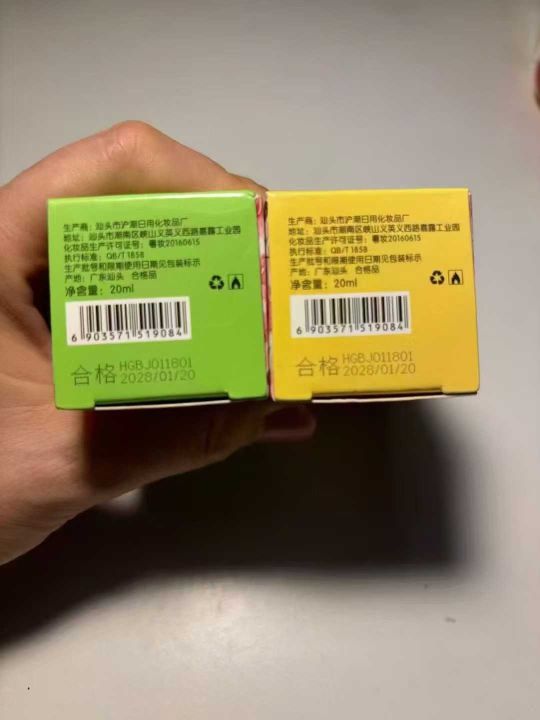 生产商：汕头市沪潮日用化妆品厂
地址：汕头市潮南区峡山义英义西路嘉露工业园
化妆品生产许可证号：粤妆20160615
执行标准：QB/T 1858
生产批号和限期使用日期见包装标示
产地：广东汕头 合格品
净含量：20ml
6 903571 519084
合格 HGBJ011801
2028/01/20
生产商：汕头市沪潮日用化妆品厂
地址：汕头市潮南区峡山义英义西路嘉露工业园
化妆品生产许可证号：粤妆20160615
执行标准：QB/T 1858
生产批号和限期使用日期见包装标示
产地：广东汕头 合格品
净含量：20ml
6 903571 519084
合格 HGBJ011801
2028/01/20